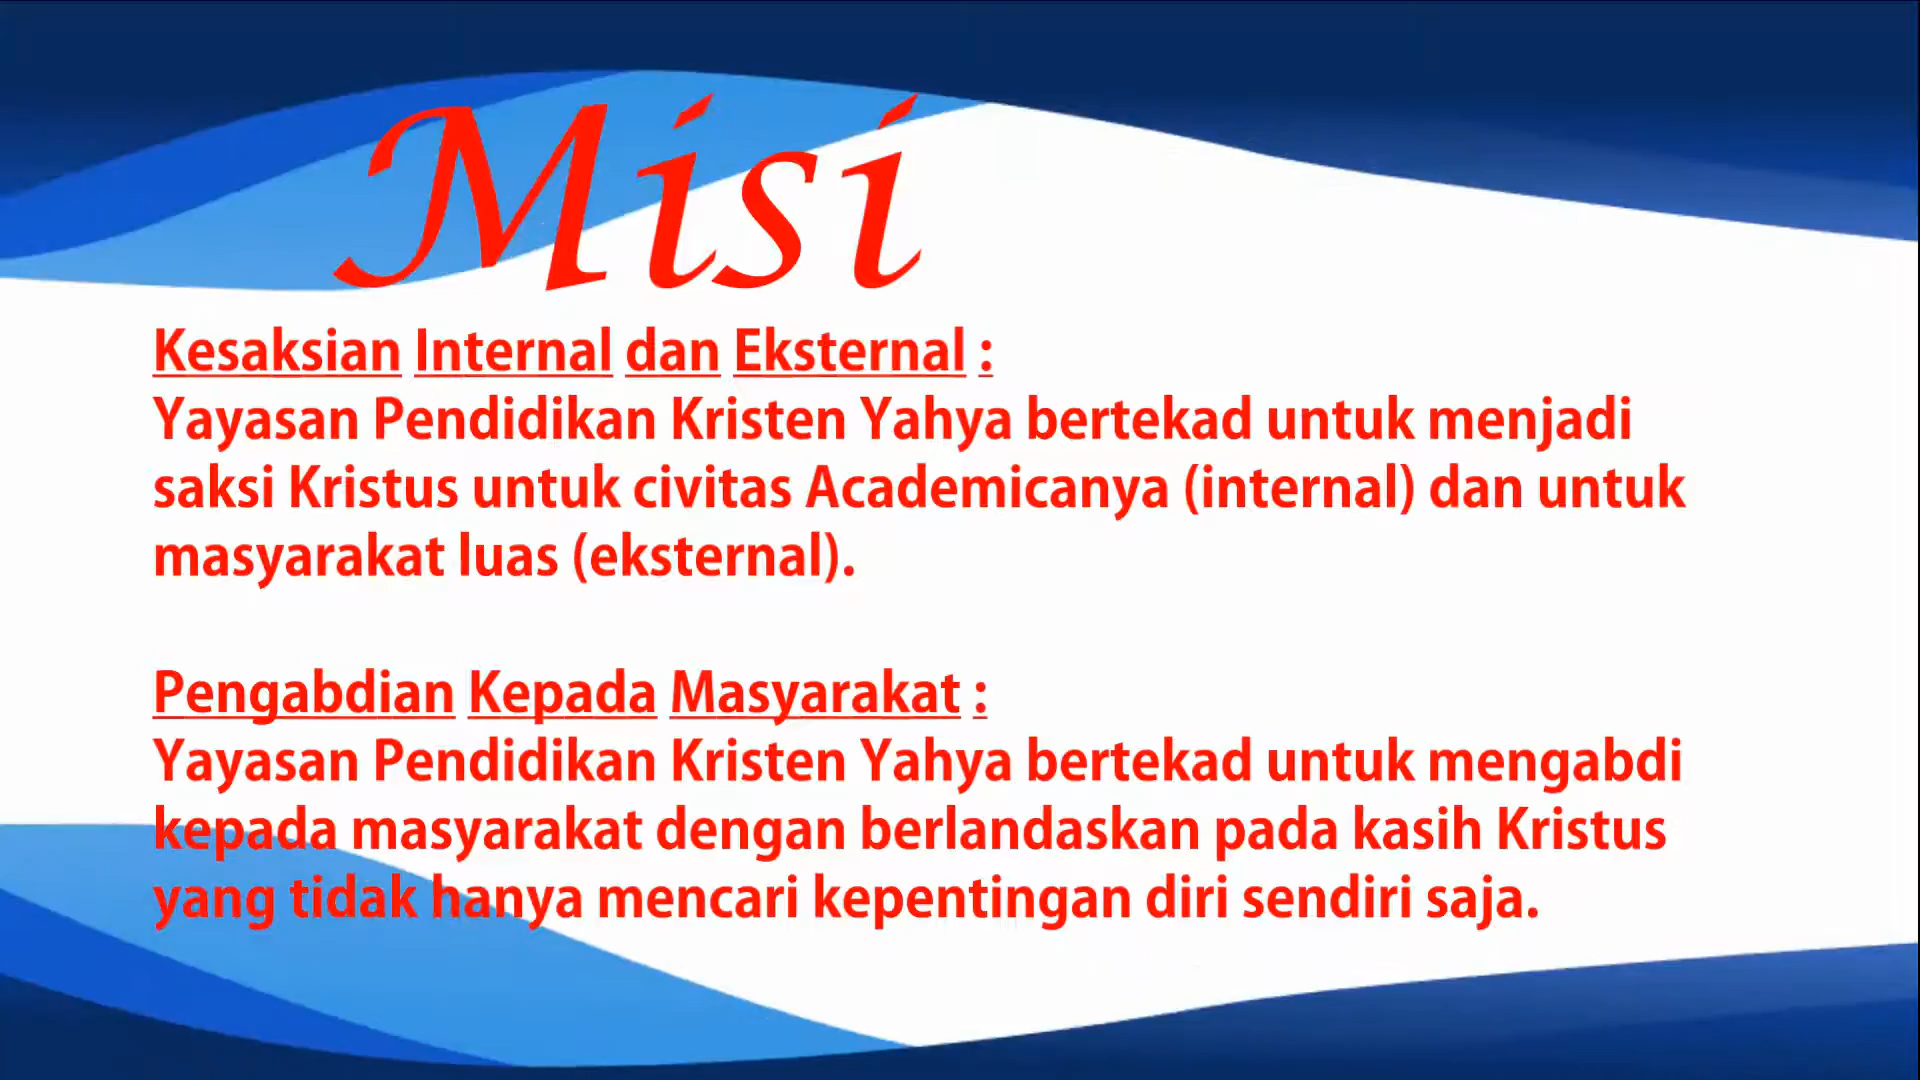 Misi
Kesaksian Internal dan Eksternal :
Yayasan Pendidikan Kristen Yahya bertekad untuk menjadi
saksi Kristus untuk civitas Academicanya (internal) dan untuk
masyarakat luas (eksternal).
Pengabdian Kepada Masyarakat :
Yayasan Pendidikan Kristen Yahya bertekad untuk mengabdi
kepada masyarakat dengan berlandaskan pada kasih Kristus
yang tidak hanya mencari kepentingan diri sendiri saja.